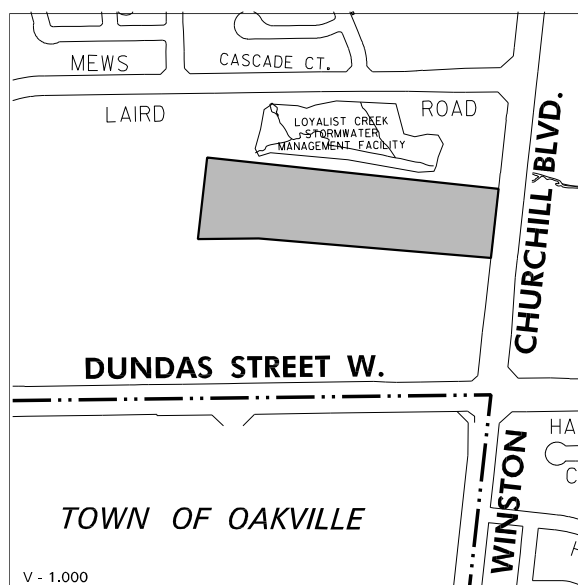 MEWS
CASCADE CT.
LAIRD
ROAD
LOYALIST CREEK
STORMWATER
MANAGEMENT FACILITY
CHURCHILL BLVD.
DUNDAS STREET W.
WINSTON
HA
C
TOWN OF OAKVILLE
V - 1.000